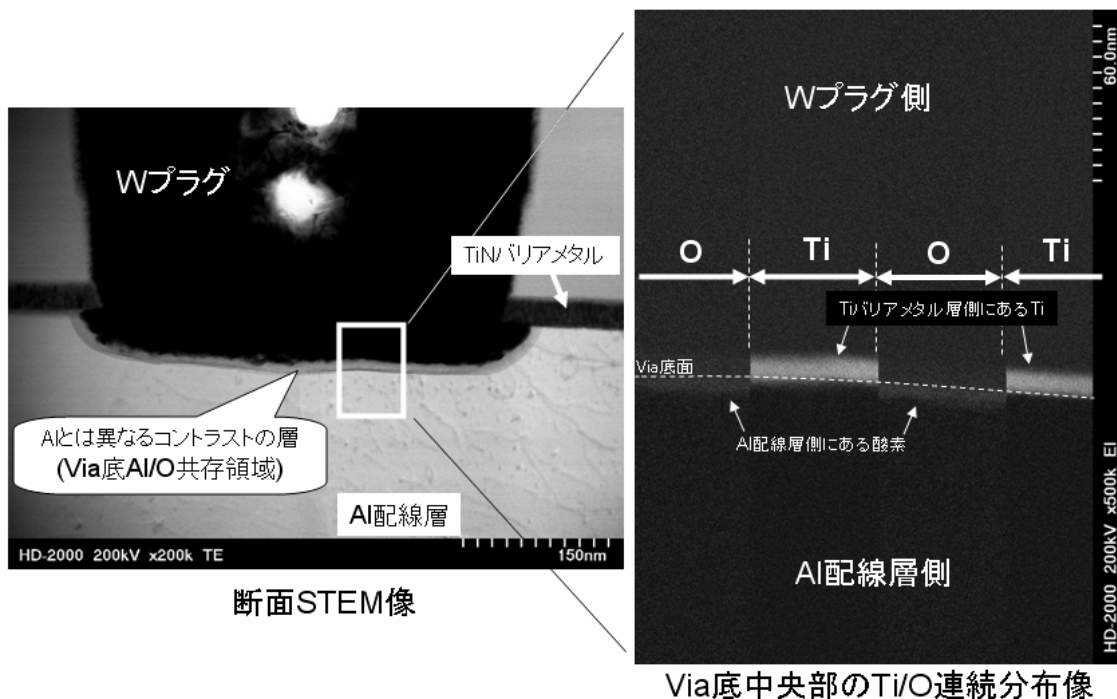 Wプラグ
TiNバリアメタル
Alとは異なるコントラストの層
(Via底Al/O共存領域)
Al配線層
HD-2000 200kV x200k TE
150nm
断面STEM像
Wプラグ側
60.0nm
O
Ti
O
Ti
Tiバリアメタル層側にあるTi
Via底面
Al配線層側にある酸素
Al配線層側
HD-2000 200kV x500k EI
Via底中央部のTi/O連続分布像